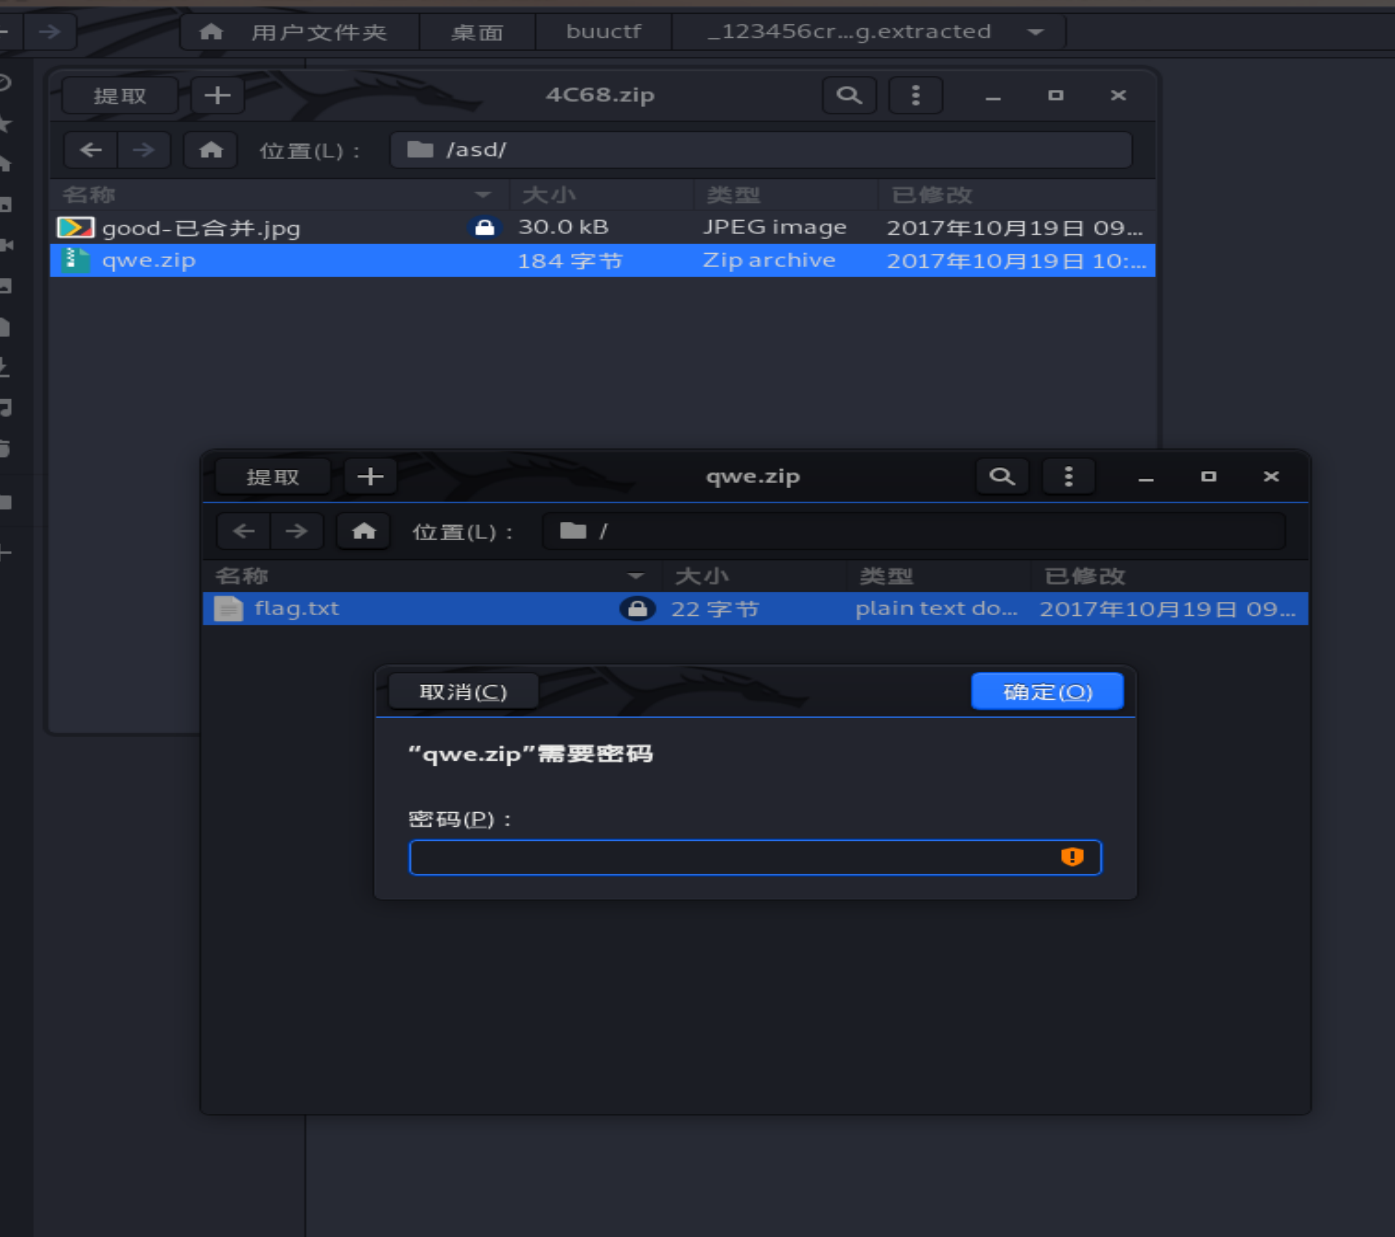 用户文件夹 桌面 buuctf _123456cr...g.extracted
提取 4C68.zip
位置(L)： /asd/
名称 大小 类型 已修改
good-已合并.jpg 30.0 kB JPEG image 2017年10月19日 09...
qwe.zip 184 字节 Zip archive 2017年10月19日 10:...
提取 qwe.zip
位置(L)： /
名称 大小 类型 已修改
flag.txt 22 字节 plain text do... 2017年10月19日 09...
取消(C) 确定(O)
“qwe.zip”需要密码
密码(P)：